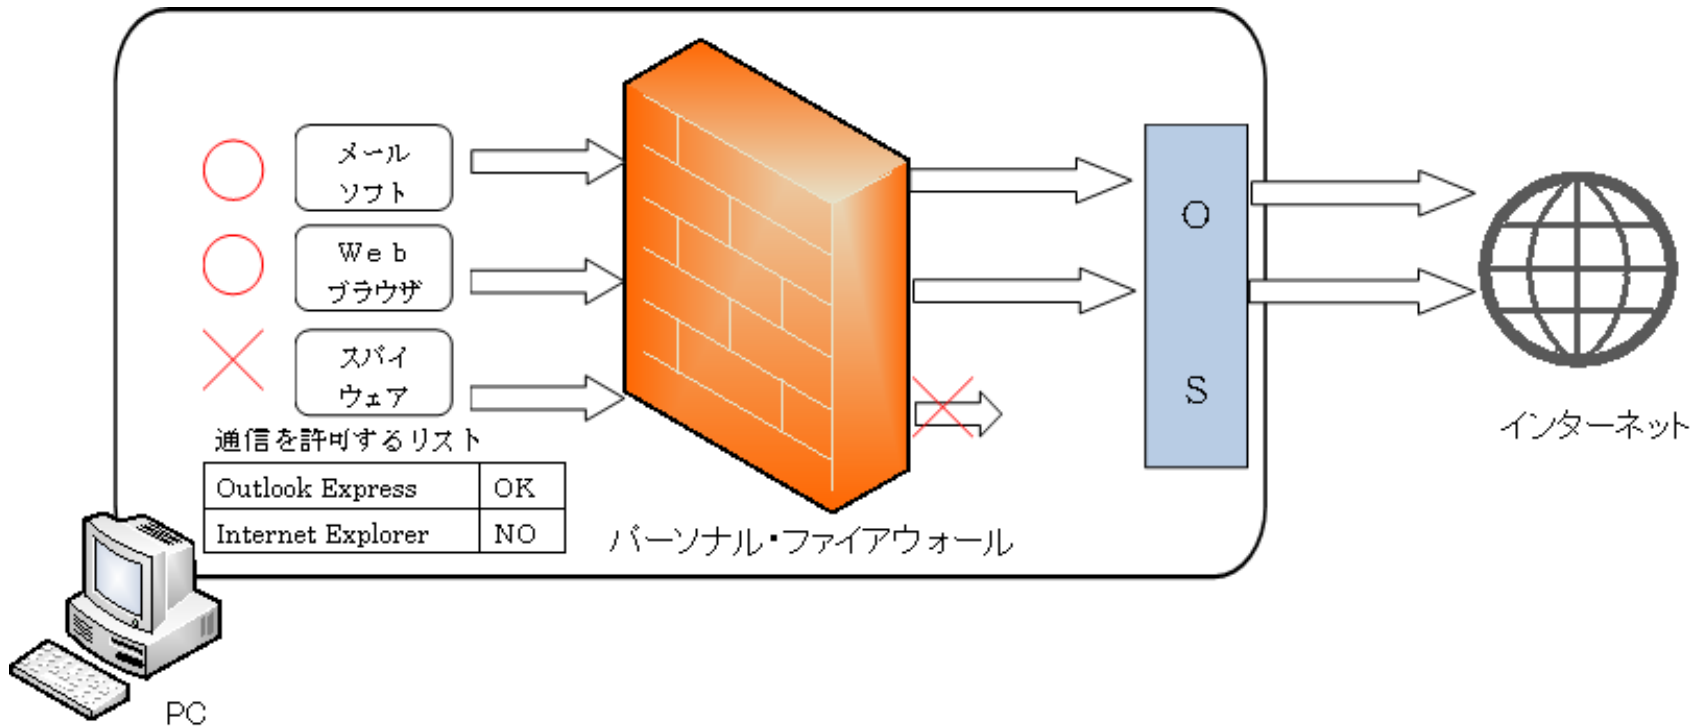 メール
ソフト
Ｗｅｂ
ブラウザ
スパイ
ウェア
通信を許可するリスト
Outlook Express OK
Internet Explorer NO
パーソナル・ファイアウォール
O
S
インターネット
PC